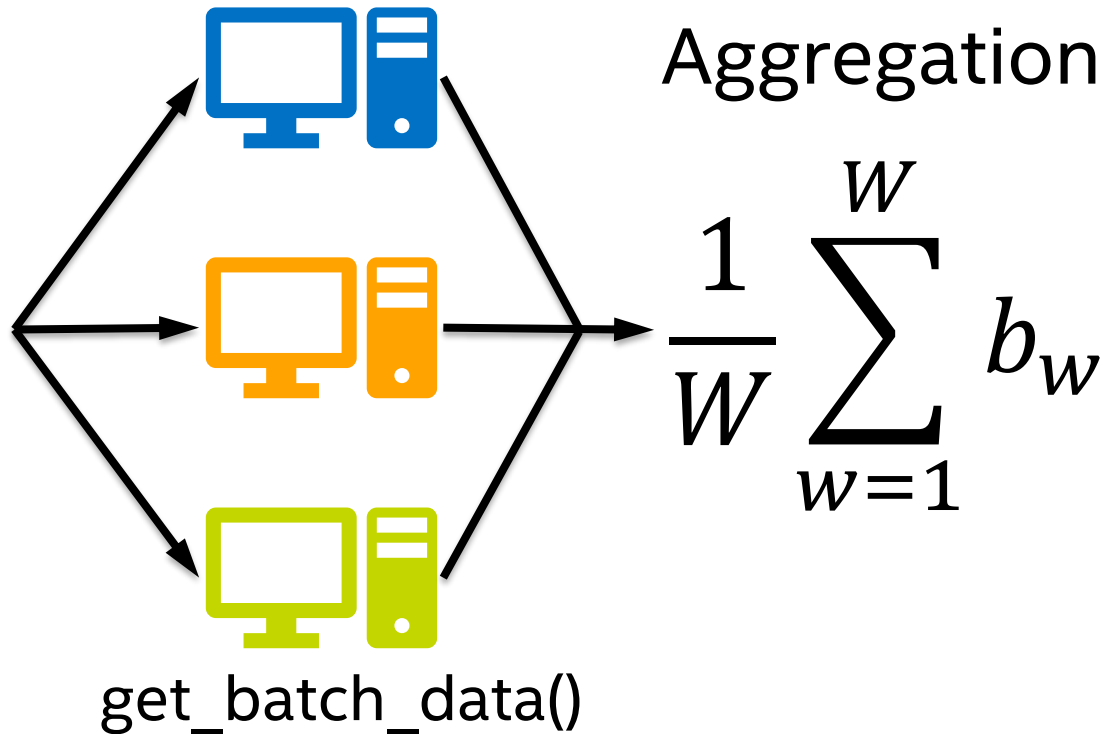 Aggregation
W
1
∑ b_w
W
w=1
get_batch_data()